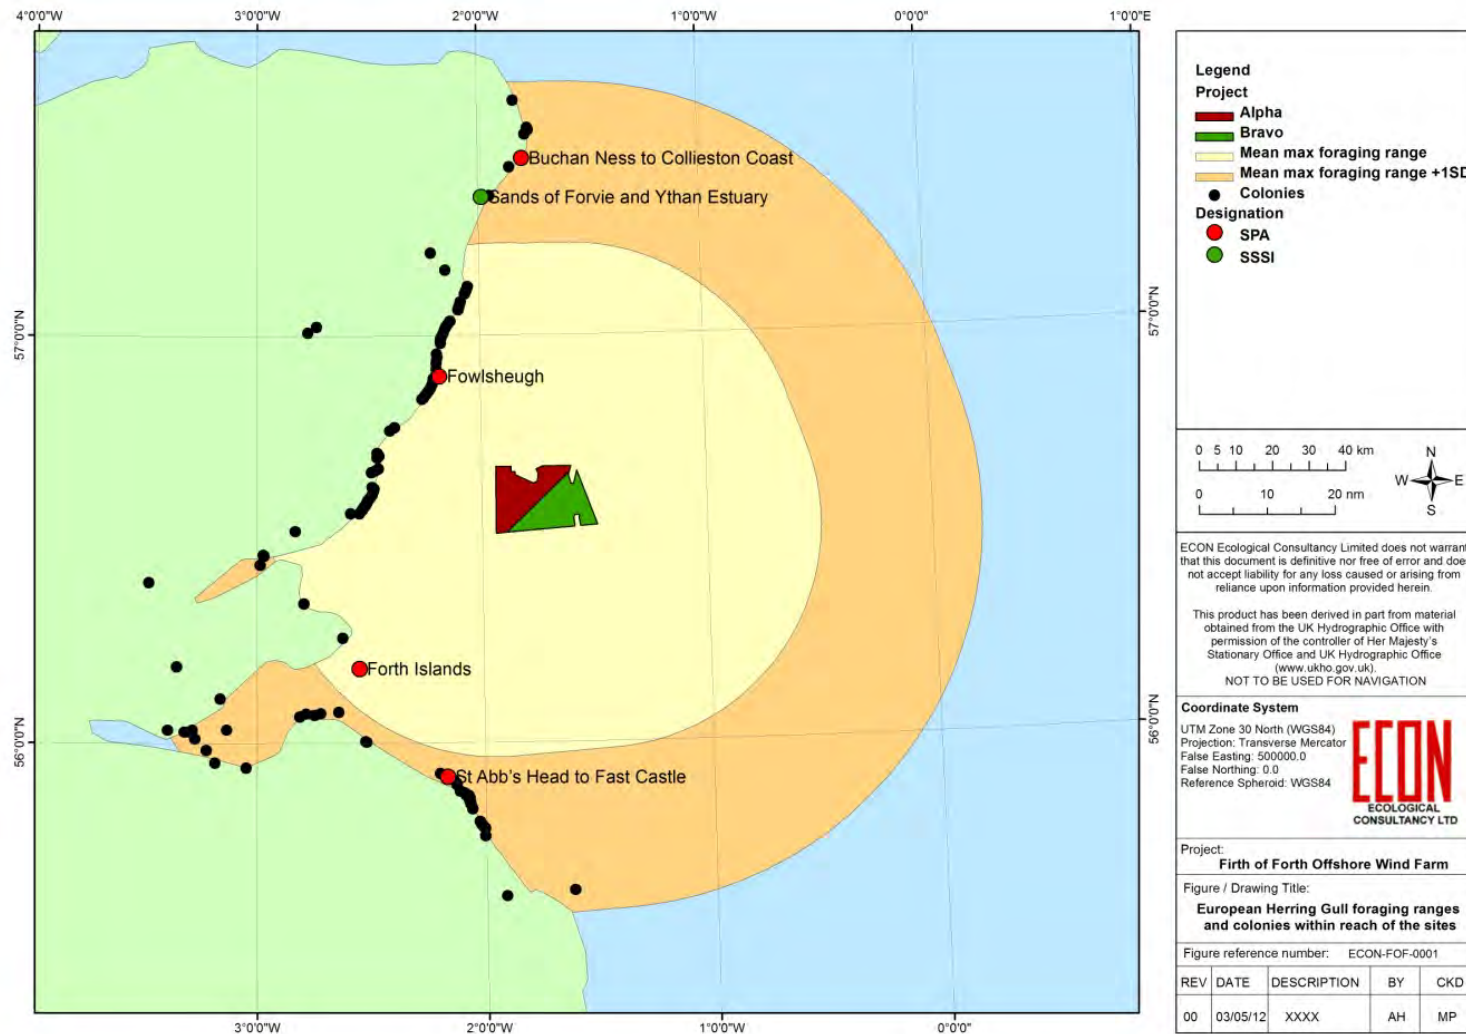 4°0'0"W 3°0'0"W 2°0'0"W 1°0'0"W 0°0'0" 1°0'0"E
57°0'0"N
56°0'0"N
Buchan Ness to Collieston Coast
Sands of Forvie and Ythan Estuary
Fowlsheugh
Forth Islands
St Abb's Head to Fast Castle
57°0'0"N
56°0'0"N
3°0'0"W 2°0'0"W 1°0'0"W 0°0'0"
Legend
Project
Alpha
Bravo
Mean max foraging range
Mean max foraging range +1SD
Colonies
Designation
SPA
SSSI
0 5 10 20 30 40 km
0 10 20 nm
N
W E
S
ECON Ecological Consultancy Limited does not warrant
that this document is definitive nor free of error and doe
not accept liability for any loss caused or arising from
reliance upon information provided herein.
This product has been derived in part from material
obtained from the UK Hydrographic Office with
permission of the controller of Her Majesty's
Stationary Office and UK Hydrographic Office
(www.ukho.gov.uk).
NOT TO BE USED FOR NAVIGATION
Coordinate System
UTM Zone 30 North (WGS84)
Projection: Transverse Mercator
False Easting: 500000.0
False Northing: 0.0
Reference Spheroid: WGS84
ECON
ECOLOGICAL
CONSULTANCY LTD
Project:
Firth of Forth Offshore Wind Farm
Figure / Drawing Title:
European Herring Gull foraging ranges
and colonies within reach of the sites
Figure reference number: ECON-FOF-0001
REV DATE DESCRIPTION BY CKD
00 03/05/12 XXXX AH MP